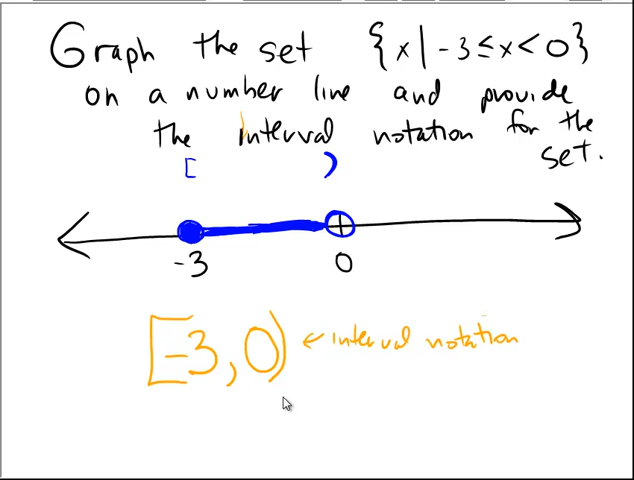 Graph the set {x | -3 ≤ x < 0}
on a number line and provide
the interval notation for the
set.
[ )
-3 0
[-3, 0) ← interval notation